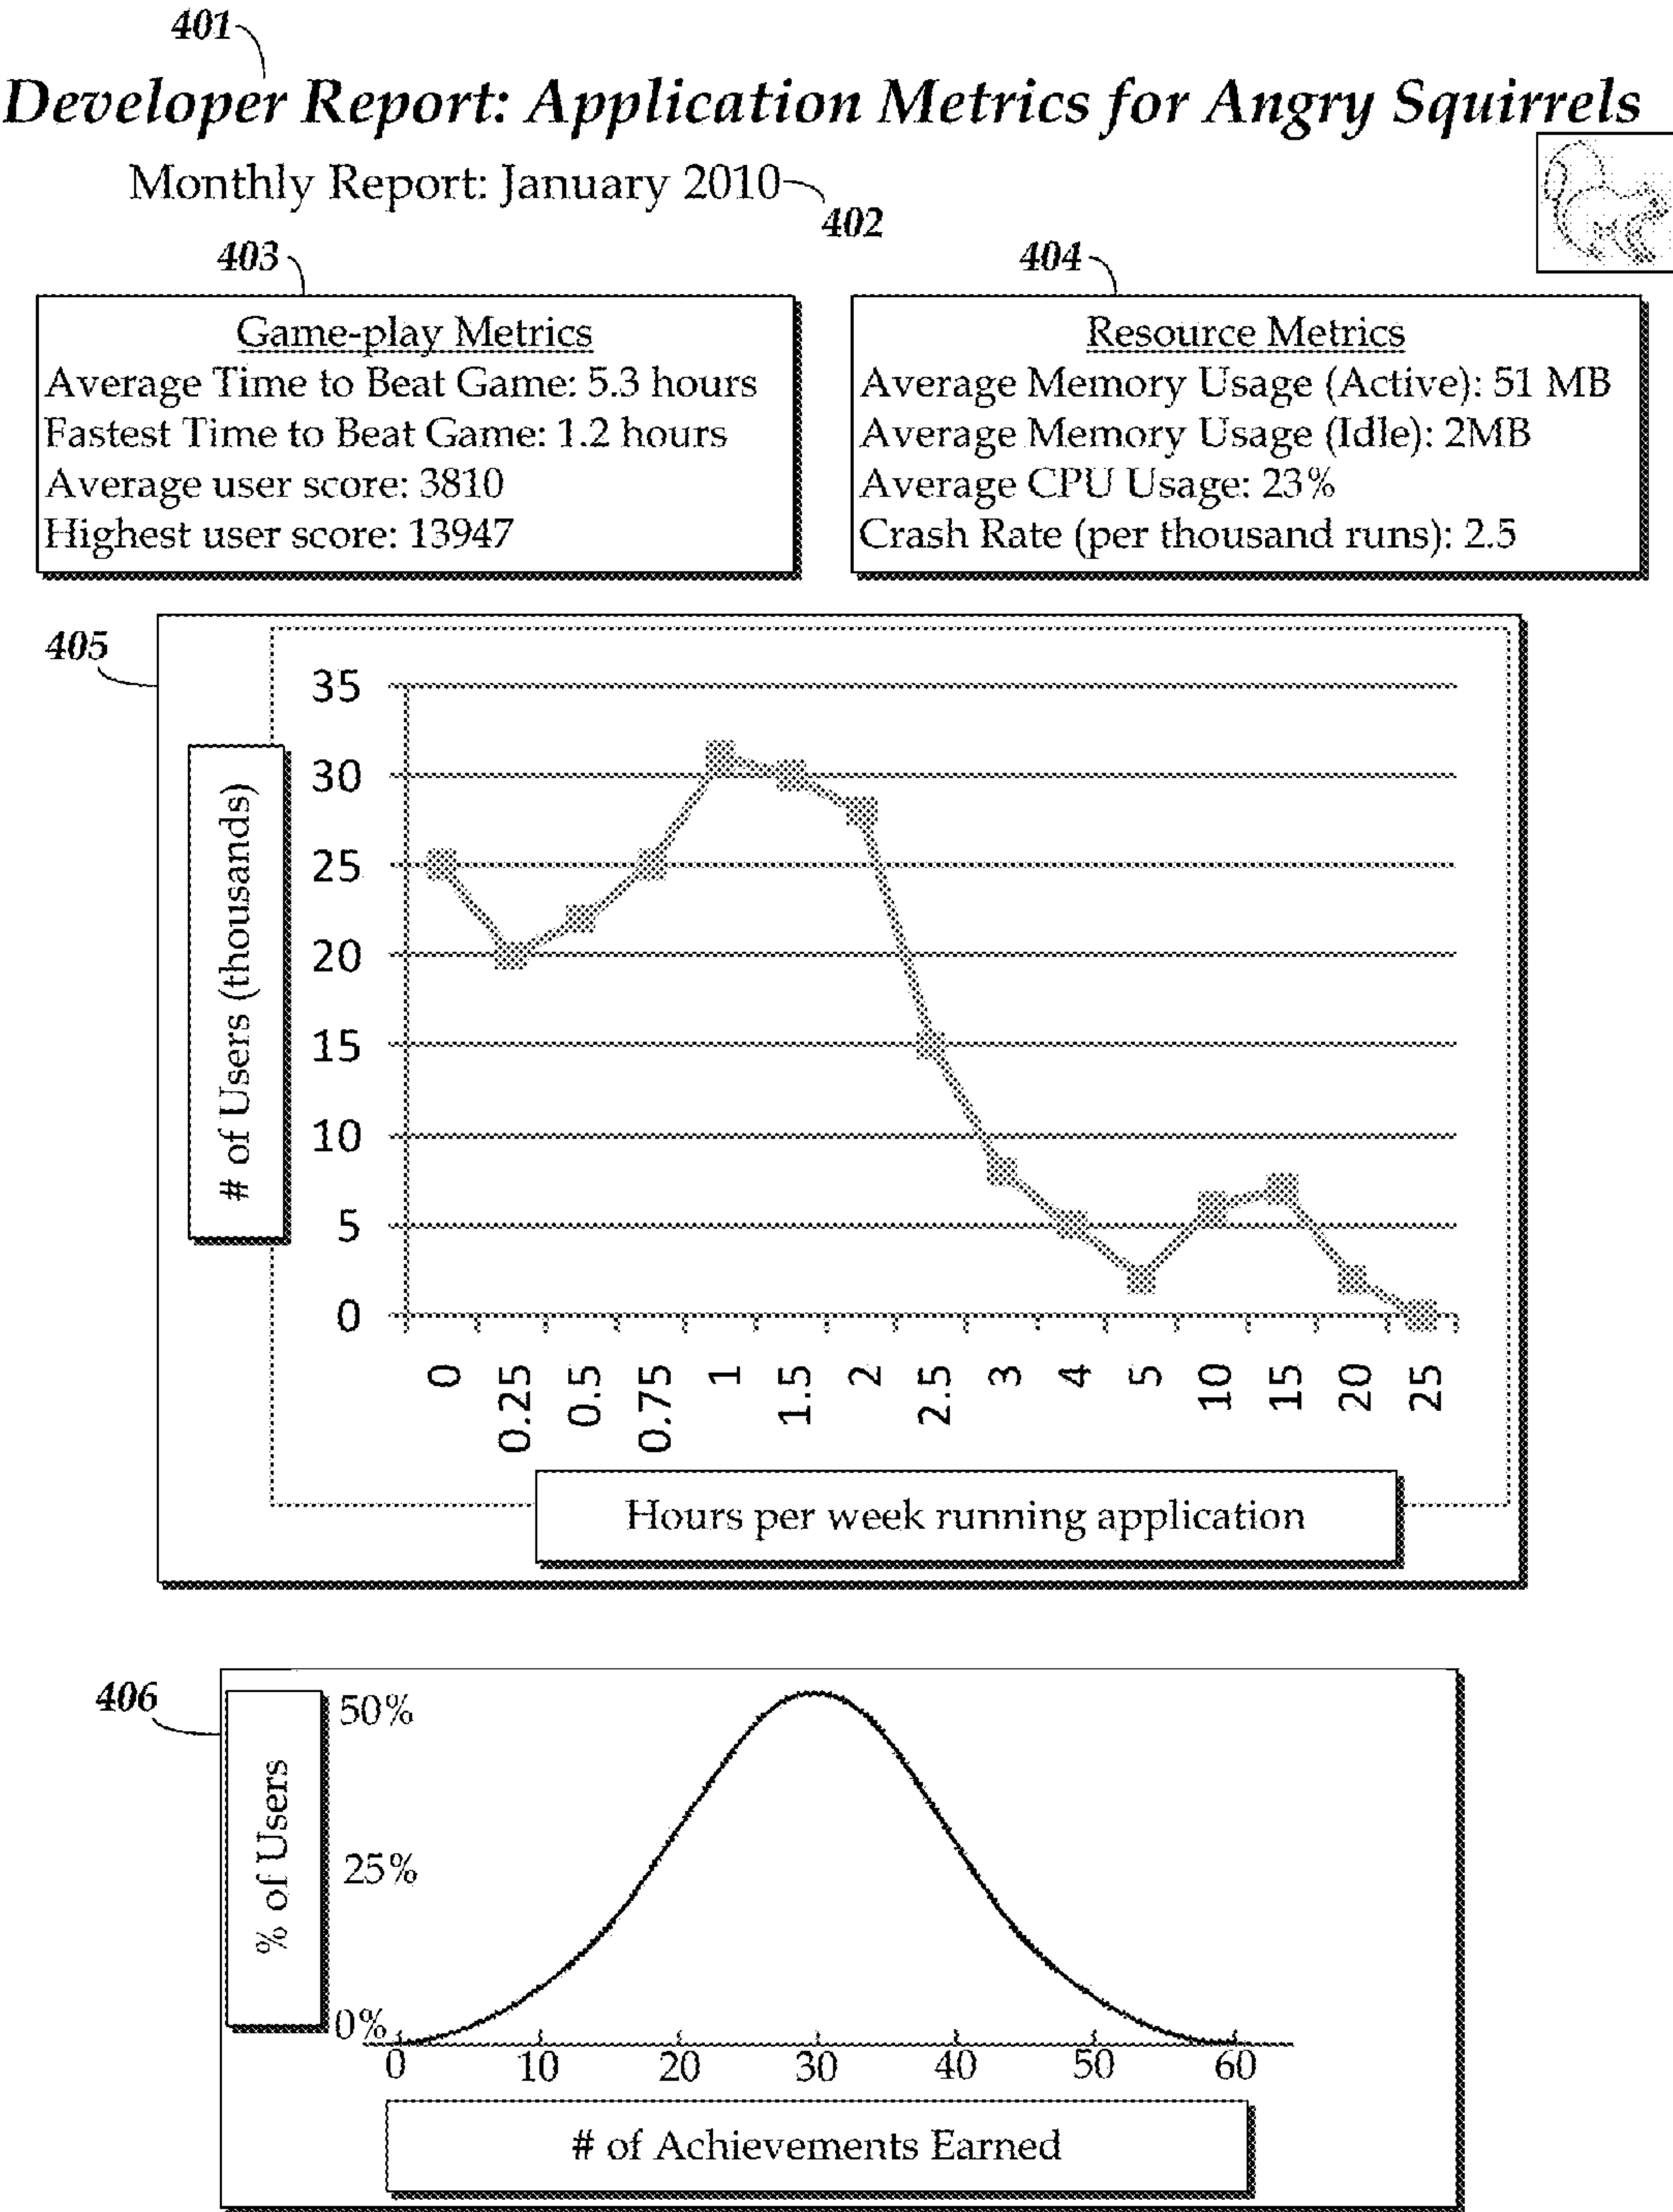 401
Developer Report: Application Metrics for Angry Squirrels
Monthly Report: January 2010
402
403
Game-play Metrics
Average Time to Beat Game: 5.3 hours
Fastest Time to Beat Game: 1.2 hours
Average user score: 3810
Highest user score: 13947
404
Resource Metrics
Average Memory Usage (Active): 51 MB
Average Memory Usage (Idle): 2MB
Average CPU Usage: 23%
Crash Rate (per thousand runs): 2.5
405
# of Users (thousands)
35
30
25
20
15
10
5
0
0 0.25 0.5 0.75 1 1.5 2 2.5 3 4 5 10 15 20 25
Hours per week running application
406
% of Users
50%
25%
0%
0 10 20 30 40 50 60
# of Achievements Earned